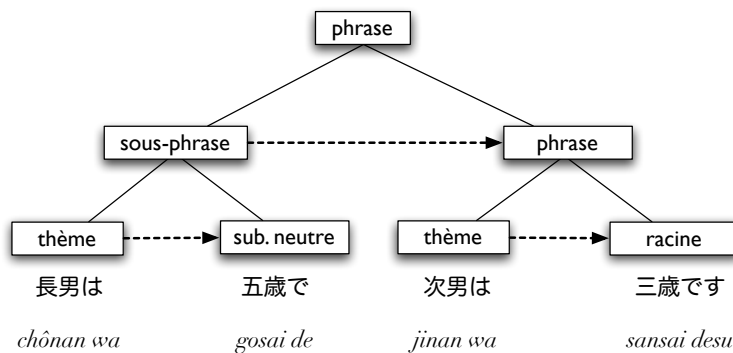 phrase
sous-phrase phrase
thème sub. neutre thème racine
長男は 五歳で 次男は 三歳です
chônan wa gosai de jinan wa sansai desu